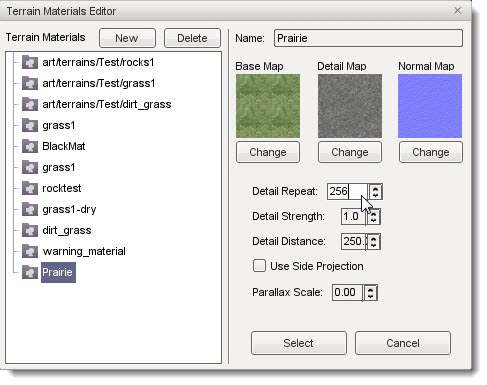 Terrain Materials Editor
Terrain Materials
New
Delete
art/terrains/Test/rocks1
art/terrains/Test/grass1
art/terrains/Test/dirt_grass
grass1
BlackMat
grass1
rocktest
grass1-dry
dirt_grass
warning_material
Prairie
Name: Prairie
Base Map
Detail Map
Normal Map
Change
Change
Change
Detail Repeat: 256
Detail Strength: 1.0
Detail Distance: 250.
Use Side Projection
Parallax Scale: 0.00
Select
Cancel